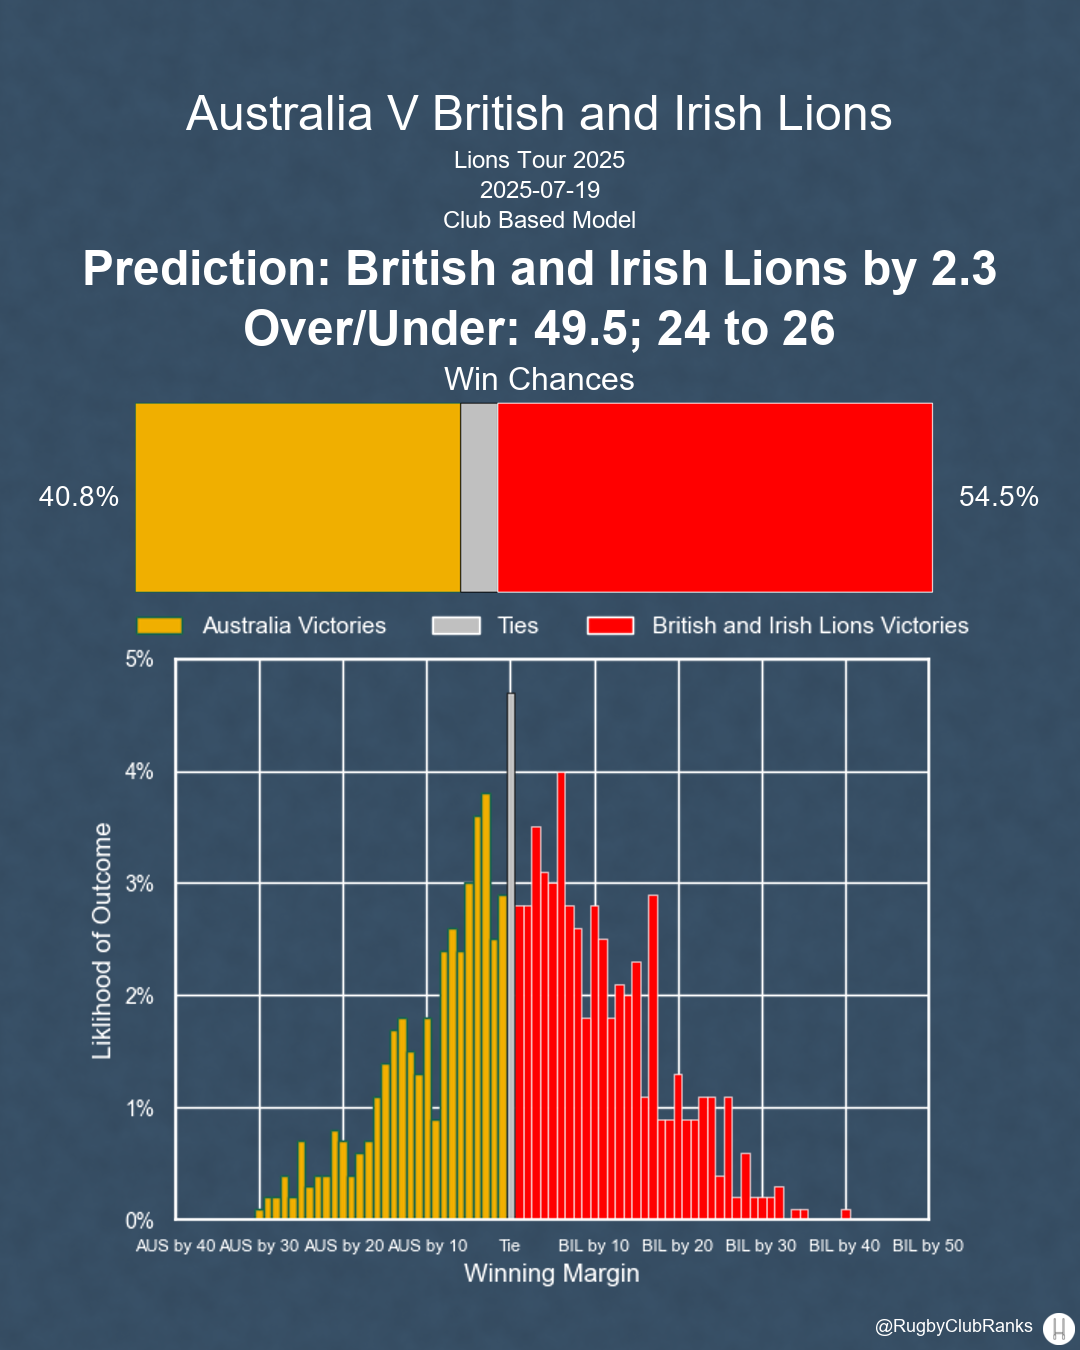 Australia V British and Irish Lions
Lions Tour 2025
2025-07-19
Club Based Model
Prediction: British and Irish Lions by 2.3
Over/Under: 49.5; 24 to 26
Win Chances
40.8%
54.5%
Australia Victories
Ties
British and Irish Lions Victories
5%
4%
3%
2%
1%
0%
Liklihood of Outcome
AUS by 40 AUS by 30 AUS by 20 AUS by 10 Tie BIL by 10 BIL by 20 BIL by 30 BIL by 40 BIL by 50
Winning Margin
@RugbyClubRanks